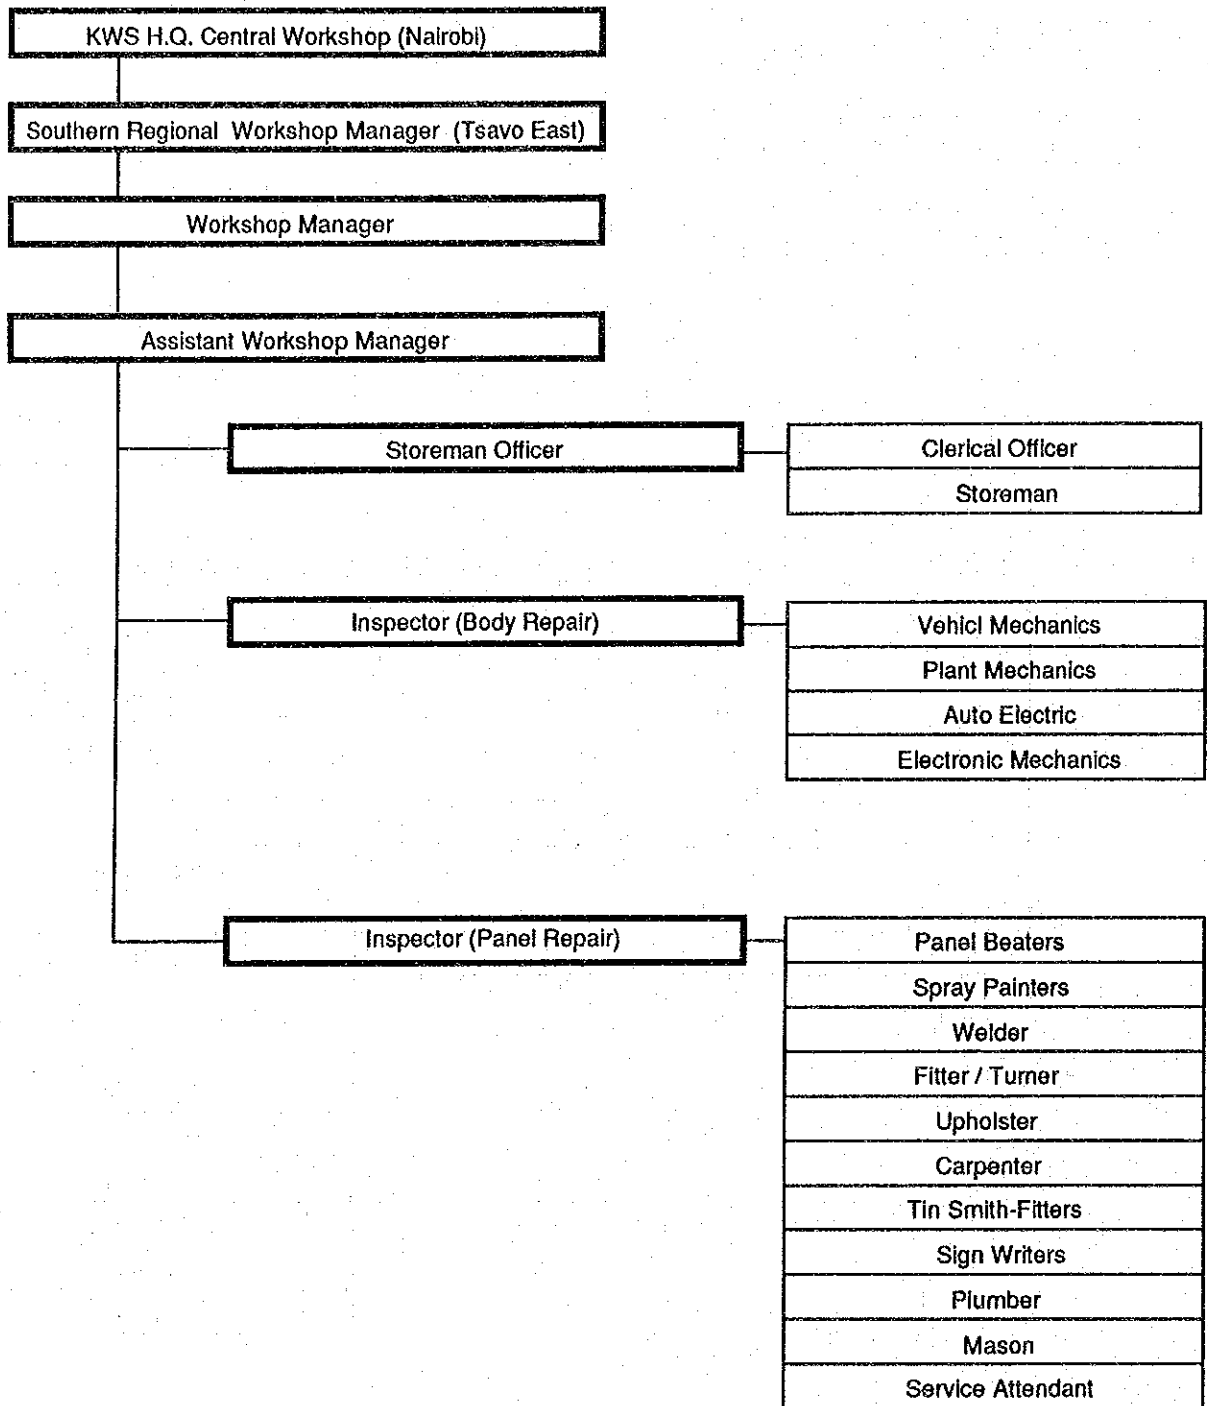 KWS H.Q. Central Workshop (Nairobi)
Southern Regional Workshop Manager (Tsavo East)
Workshop Manager
Assistant Workshop Manager
Storeman Officer
Clerical Officer
Storeman
Inspector (Body Repair)
Vehicl Mechanics
Plant Mechanics
Auto Electric
Electronic Mechanics
Inspector (Panel Repair)
Panel Beaters
Spray Painters
Welder
Fitter / Turner
Upholster
Carpenter
Tin Smith-Fitters
Sign Writers
Plumber
Mason
Service Attendant